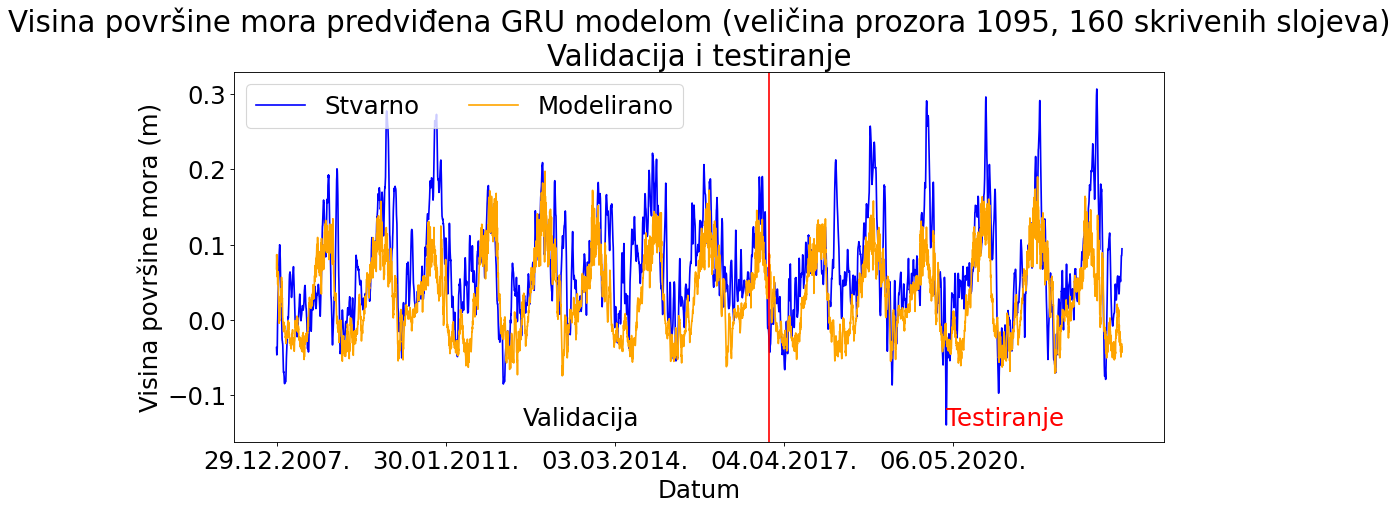 Visina površine mora predviđena GRU modelom (veličina prozora 1095, 160 skrivenih slojeva)
Validacija i testiranje
Stvarno Modelirano
Visina površine mora (m)
0.3
0.2
0.1
0.0
−0.1
Validacija Testiranje
29.12.2007. 30.01.2011. 03.03.2014. 04.04.2017. 06.05.2020.
Datum